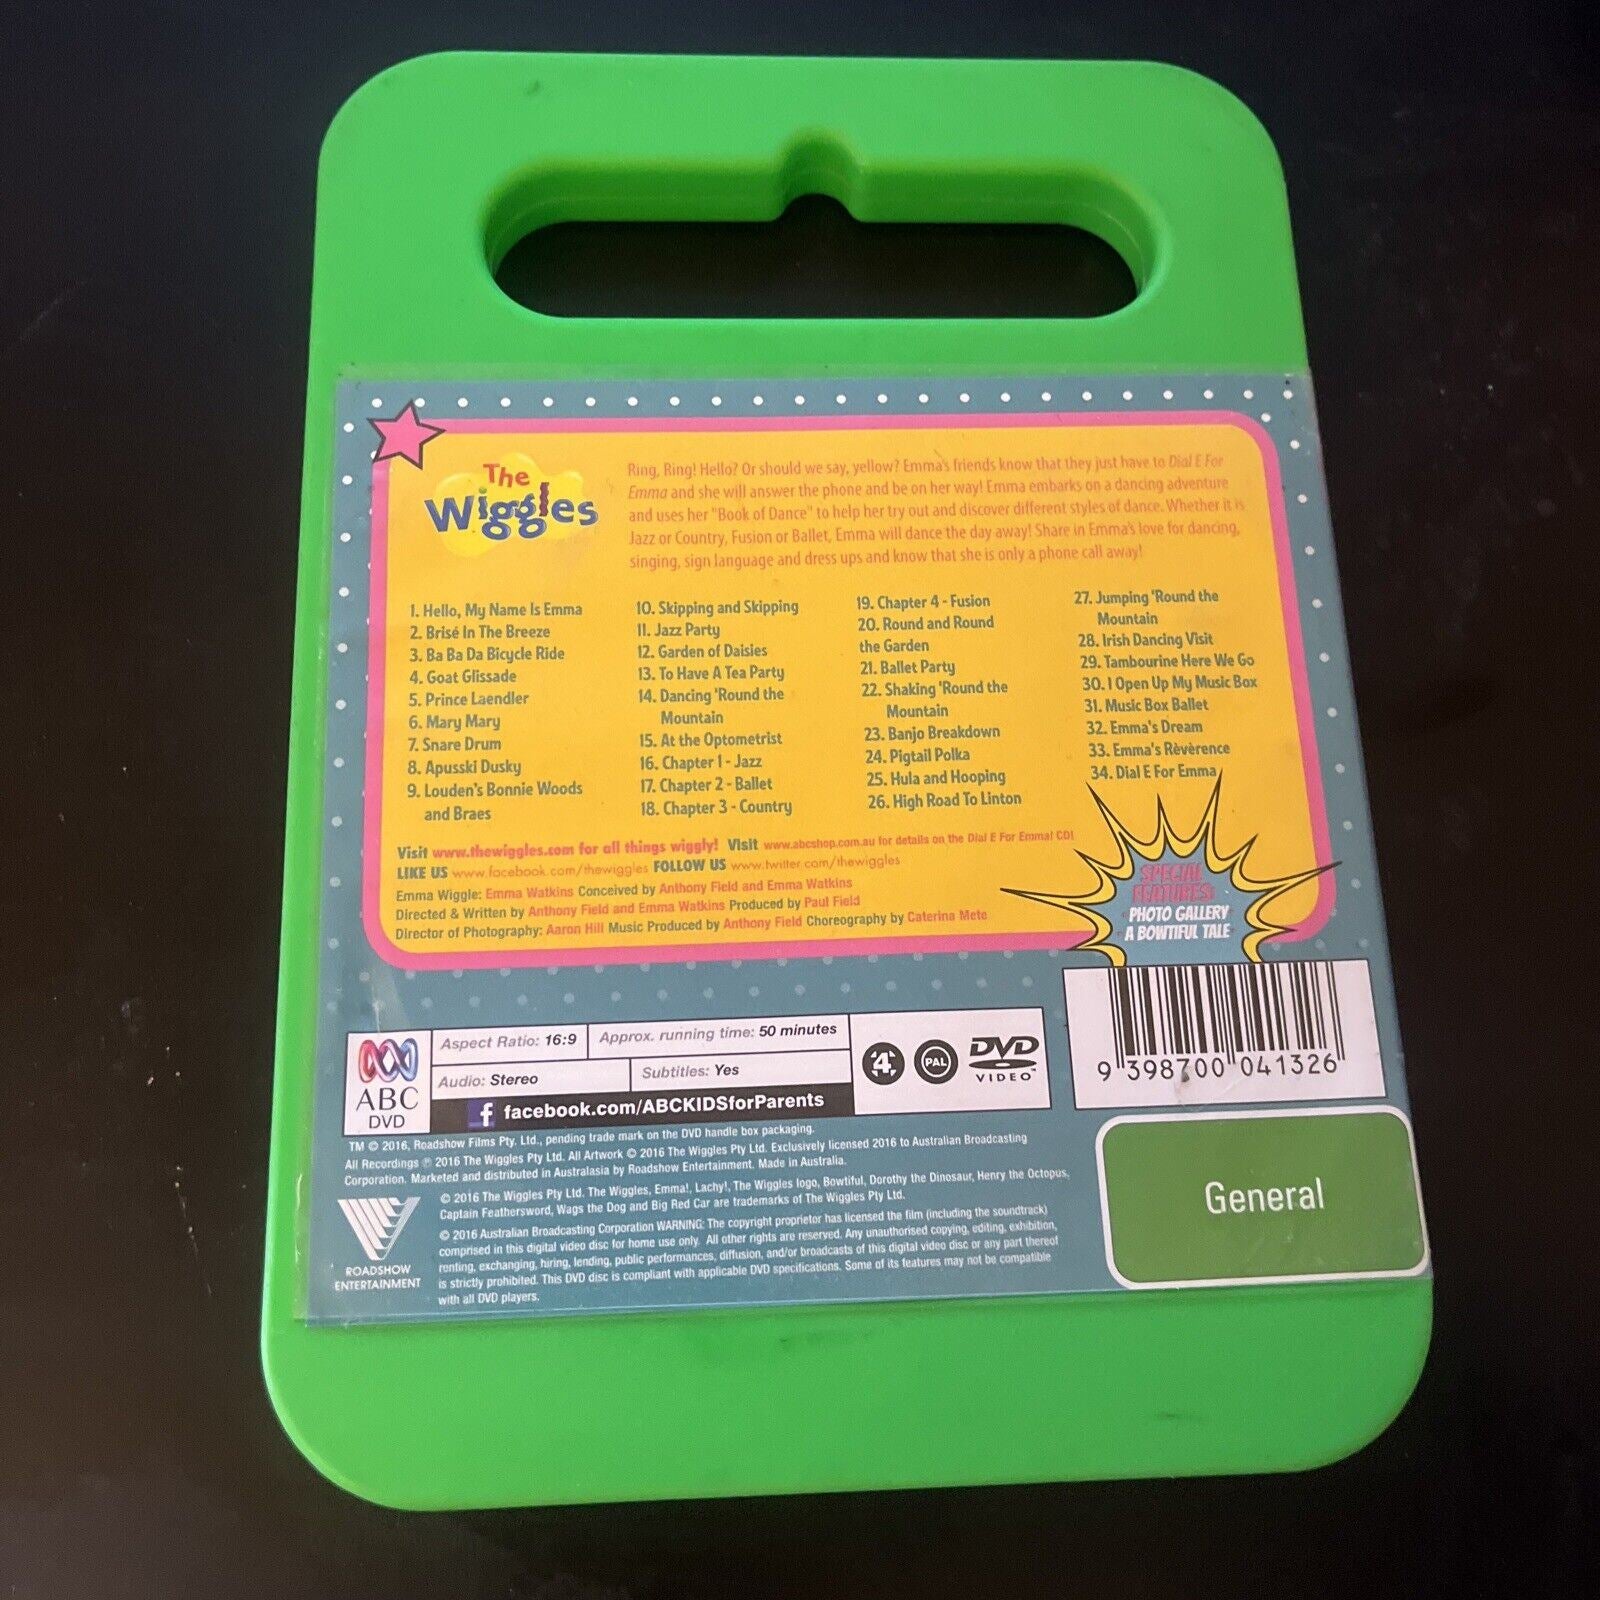 The
Wiggles
Ring, Ring! Hello? Or should we say, yellow? Emma's friends know that they just have to Dial E For
Emma and she will answer the phone and be on her way! Emma embarks on a dancing adventure
and uses her "Book of Dance" to help her try out and discover different styles of dance. Whether it is
Jazz or Country, Fusion or Ballet, Emma will dance the day away! Share in Emma's love for dancing,
singing, sign language and dress ups and know that she is only a phone call away!
1. Hello, My Name Is Emma
2. Brisé In The Breeze
3. Ba Ba Da Bicycle Ride
4. Goat Glissade
5. Prince Laendler
6. Mary Mary
7. Snare Drum
8. Apusski Dusky
9. Louden's Bonnie Woods
and Braes
10. Skipping and Skipping
11. Jazz Party
12. Garden of Daisies
13. To Have A Tea Party
14. Dancing 'Round the
Mountain
15. At the Optometrist
16. Chapter 1 - Jazz
17. Chapter 2 - Ballet
18. Chapter 3 - Country
19. Chapter 4 - Fusion
20. Round and Round
the Garden
21. Ballet Party
22. Shaking 'Round the
Mountain
23. Banjo Breakdown
24. Pigtail Polka
25. Hula and Hooping
26. High Road To Linton
27. Jumping 'Round the
Mountain
28. Irish Dancing Visit
29. Tambourine Here We Go
30. I Open Up My Music Box
31. Music Box Ballet
32. Emma's Dream
33. Emma's Rèvèrence
34. Dial E For Emma
Visit www.thewiggles.com for all things wiggly! Visit www.abcshop.com.au for details on the Dial E For Emma! CD!
LIKE US www.facebook.com/thewiggles FOLLOW US www.twitter.com/thewiggles
Emma Wiggle: Emma Watkins Conceived by Anthony Field and Emma Watkins
Directed & Written by Anthony Field and Emma Watkins Produced by Paul Field
Director of Photography: Aaron Hill Music Produced by Anthony Field Choreography by Caterina Mete
SPECIAL
FEATURES:
PHOTO GALLERY
A BOWTIFUL TALE
ABC
DVD
Aspect Ratio: 16:9
Approx. running time: 50 minutes
Audio: Stereo
Subtitles: Yes
f facebook.com/ABCKIDSforParents
4
PAL
DVD
VIDEO
9 398700 041326
General
TM © 2016, Roadshow Films Pty. Ltd., pending trade mark on the DVD handle box packaging.
All Recordings ℗ 2016 The Wiggles Pty Ltd. All Artwork © 2016 The Wiggles Pty Ltd. Exclusively licensed 2016 to Australian Broadcasting
Corporation. Marketed and distributed in Australasia by Roadshow Entertainment. Made in Australia.
© 2016 The Wiggles Pty Ltd. The Wiggles, Emma!, Lachy!, The Wiggles logo, Bowtiful, Dorothy the Dinosaur, Henry the Octopus,
Captain Feathersword, Wags the Dog and Big Red Car are trademarks of The Wiggles Pty Ltd.
© 2016 Australian Broadcasting Corporation WARNING: The copyright proprietor has licensed the film (including the soundtrack)
comprised in this digital video disc for home use only. All other rights are reserved. Any unauthorised copying, editing, exhibition,
renting, exchanging, hiring, lending, public performances, diffusion, and/or broadcasts of this digital video disc or any part thereof
is strictly prohibited. This DVD disc is compliant with applicable DVD specifications. Some of its features may not be compatible
with all DVD players.
ROADSHOW
ENTERTAINMENT